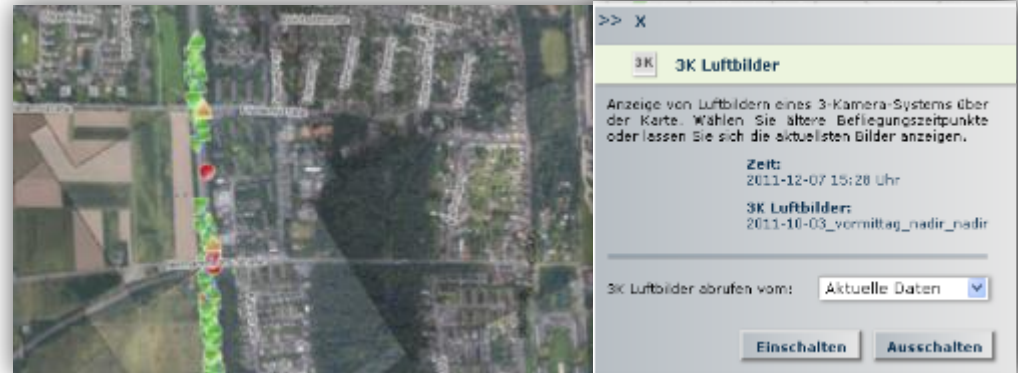 >> X
3K 3K Luftbilder
Anzeige von Luftbildern eines 3-Kamera-Systems über
der Karte. Wählen Sie ältere Befliegungszeitpunkte
oder lassen Sie sich die aktuellsten Bilder anzeigen.
Zeit:
2011-12-07 15:28 Uhr
3K Luftbilder:
2011-10-03_vormittag_nadir_nadir
3K Luftbilder abrufen vom: Aktuelle Daten
Einschalten Ausschalten